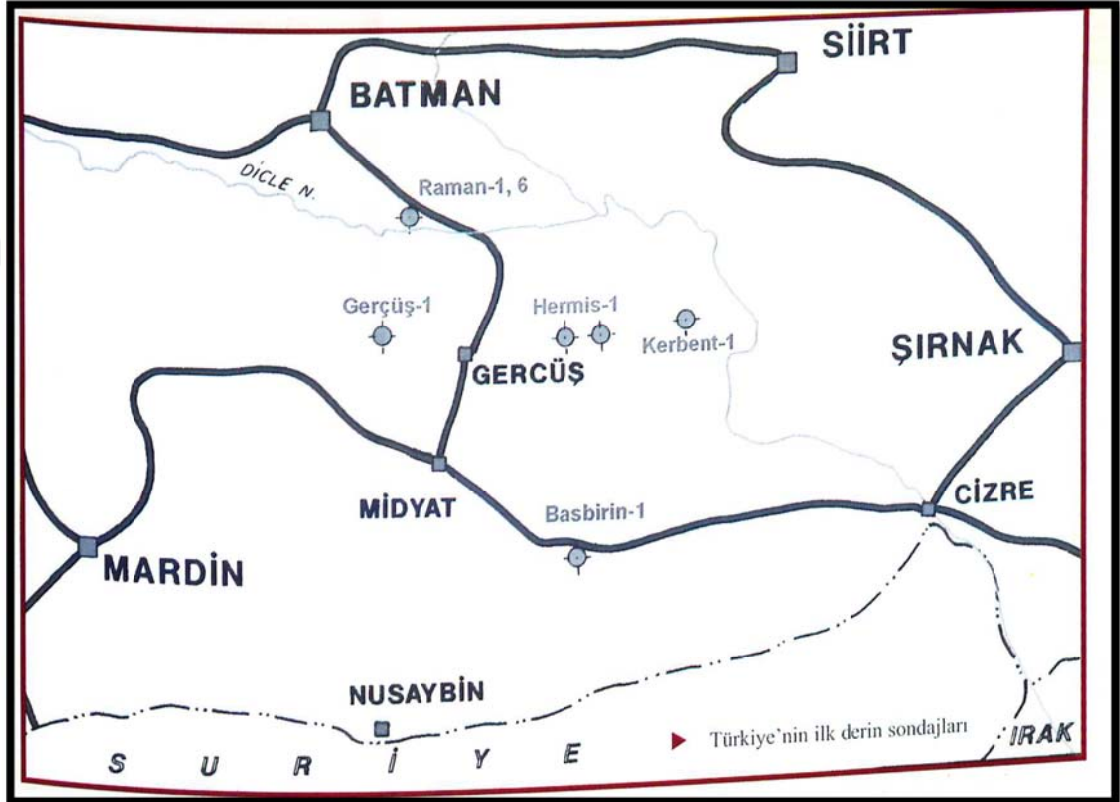 SİİRT
BATMAN
DİCLE N.
Raman-1, 6
Gerçüş-1
Hermis-1
Kerbent-1
ŞIRNAK
GERCÜŞ
MİDYAT
Basbirin-1
CİZRE
MARDİN
NUSAYBİN
Türkiye'nin ilk derin sondajları
IRAK
S U R İ Y E